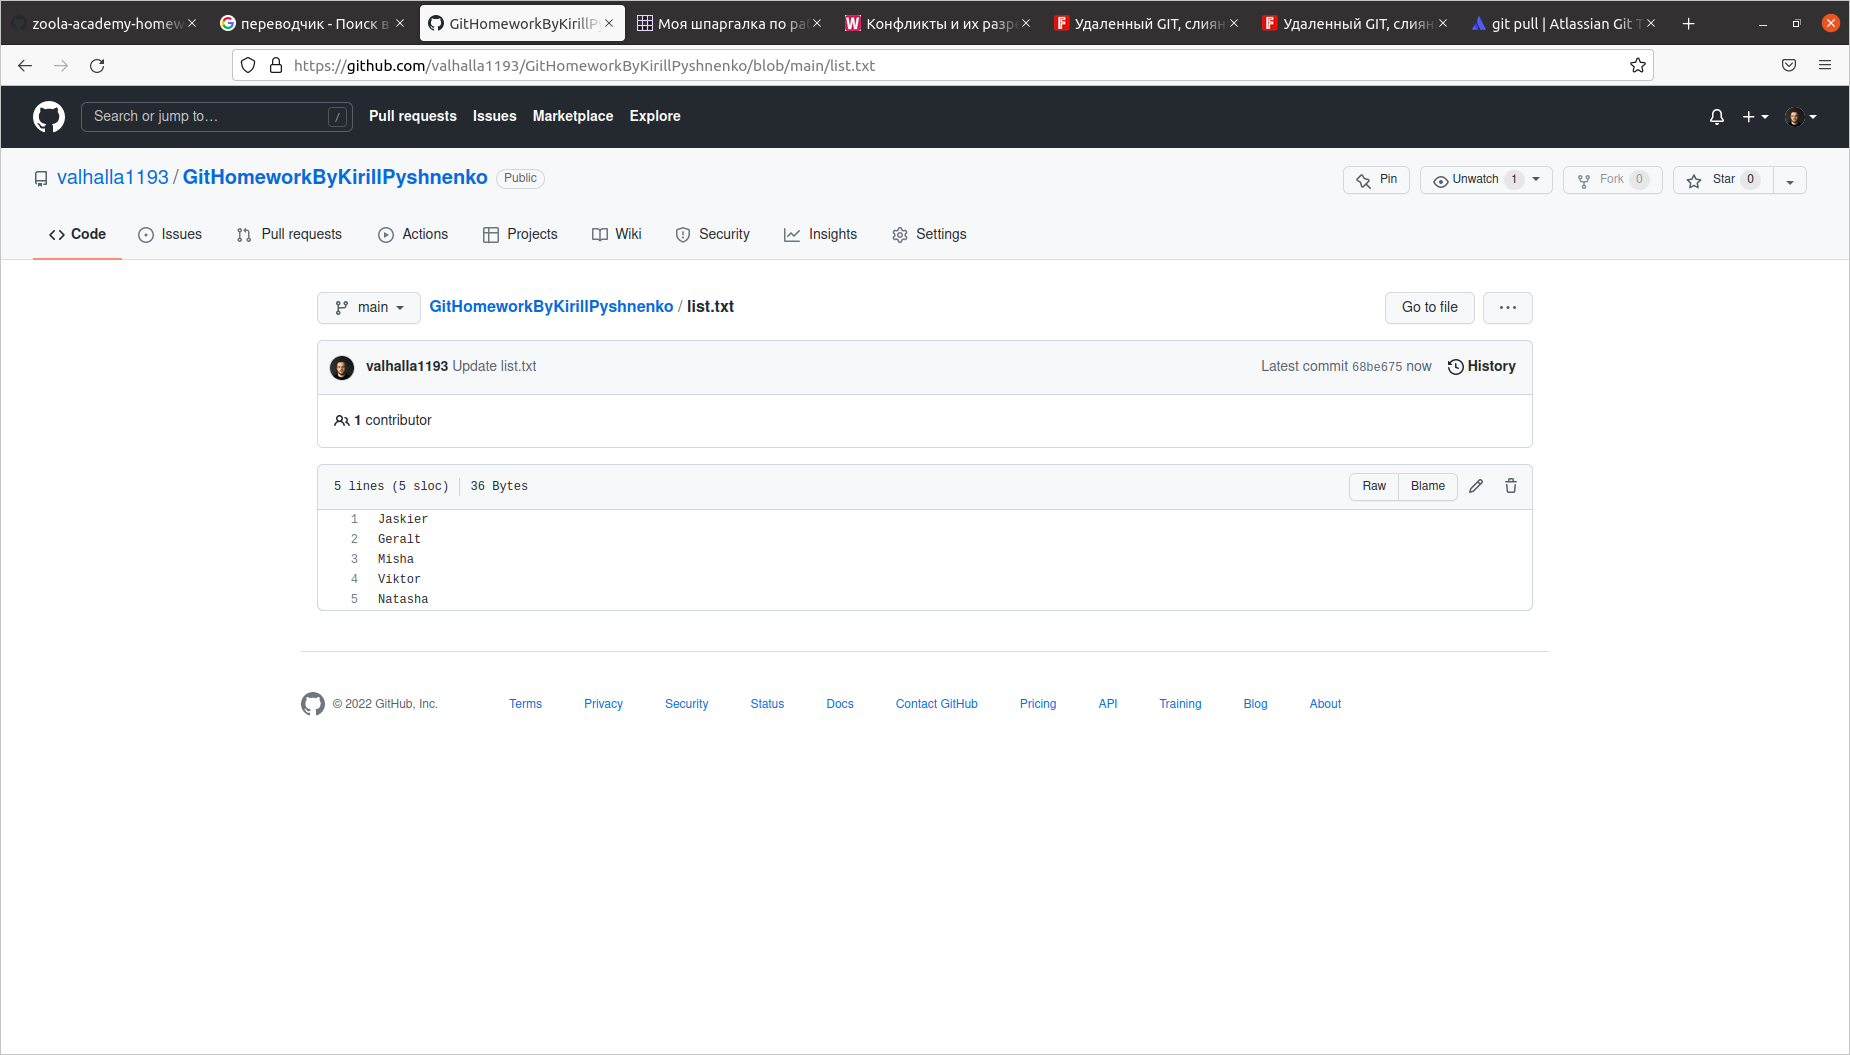 zoola-academy-homew
переводчик - Поиск в
GitHomeworkByKirillPy
Моя шпаргалка по ра
Конфликты и их разре
Удаленный GIT, слиян
Удаленный GIT, слиян
git pull | Atlassian Git T
https://github.com/valhalla1193/GitHomeworkByKirillPyshnenko/blob/main/list.txt
Search or jump to… / Pull requests Issues Marketplace Explore
valhalla1193 / GitHomeworkByKirillPyshnenko Public
Pin Unwatch 1 Fork 0 Star 0
Code Issues Pull requests Actions Projects Wiki Security Insights Settings
main GitHomeworkByKirillPyshnenko / list.txt Go to file ...
valhalla1193 Update list.txt Latest commit 68be675 now History
1 contributor
5 lines (5 sloc) 36 Bytes Raw Blame
1 Jaskier
2 Geralt
3 Misha
4 Viktor
5 Natasha
© 2022 GitHub, Inc. Terms Privacy Security Status Docs Contact GitHub Pricing API Training Blog About